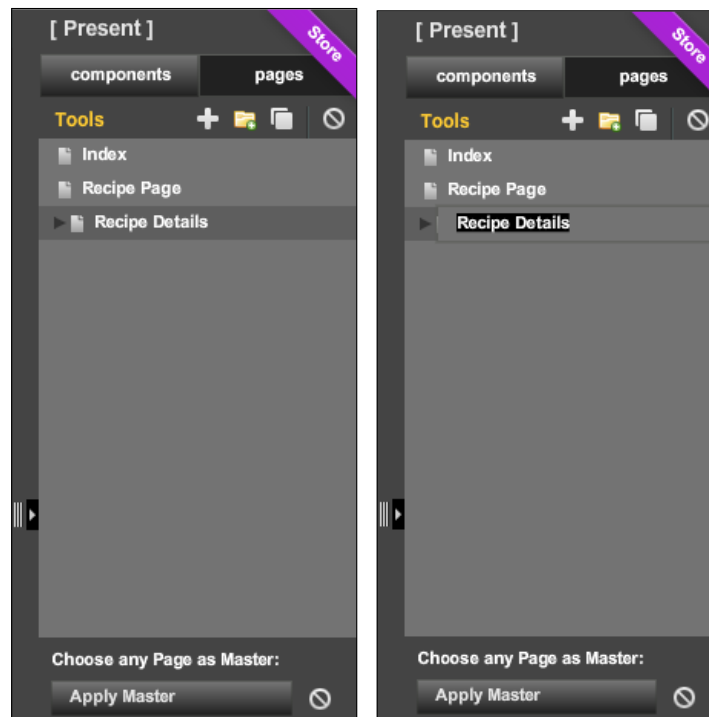 [ Present ]
Store
components pages
Tools
Index
Recipe Page
Recipe Details
Choose any Page as Master:
Apply Master
[ Present ]
Store
components pages
Tools
Index
Recipe Page
Recipe Details
Choose any Page as Master:
Apply Master